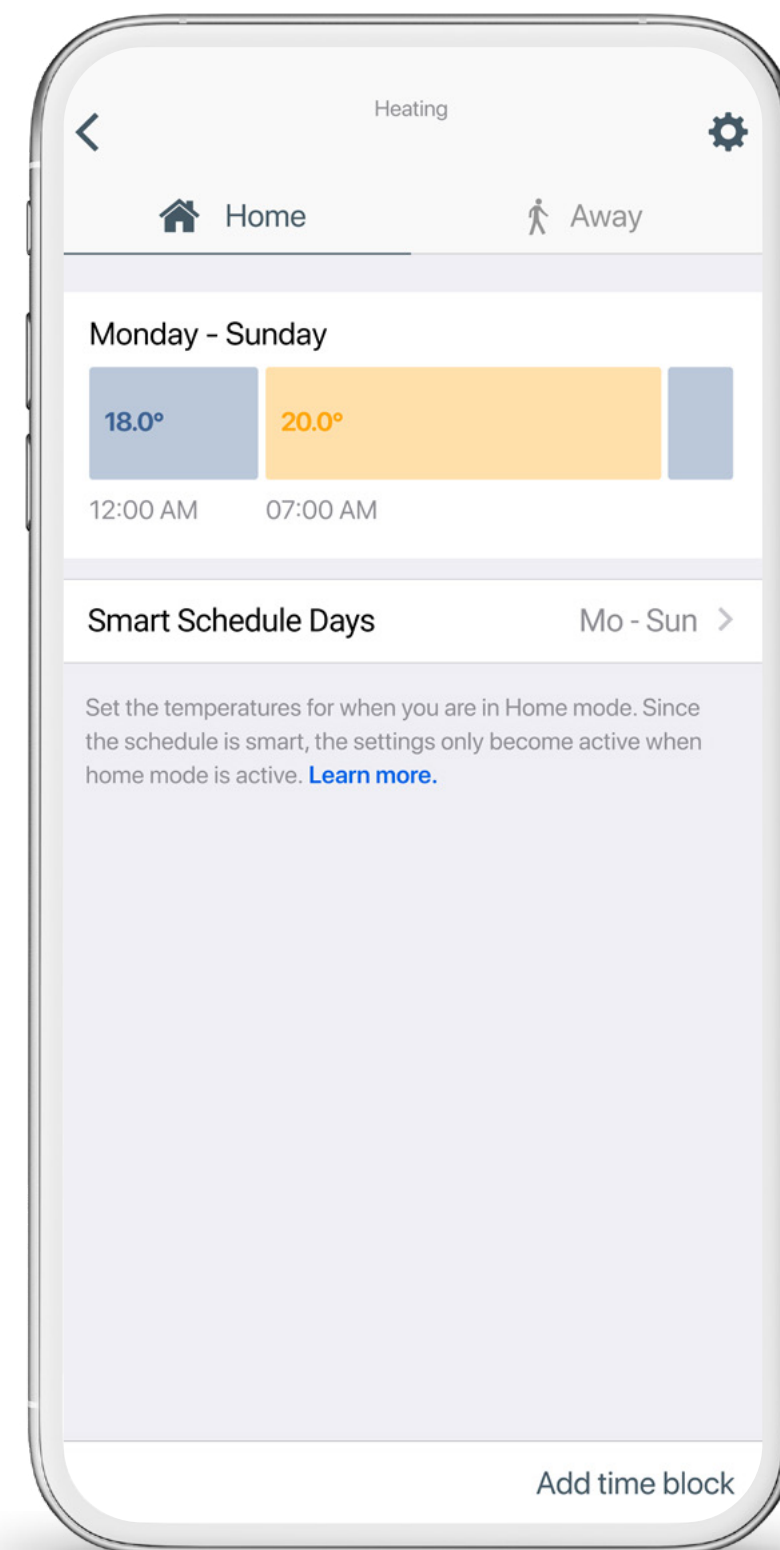 Heating
Home
Away
Monday - Sunday
18.0°
20.0°
12:00 AM
07:00 AM
Smart Schedule Days
Mo - Sun
Set the temperatures for when you are in Home mode. Since
the schedule is smart, the settings only become active when
home mode is active. Learn more.
Add time block